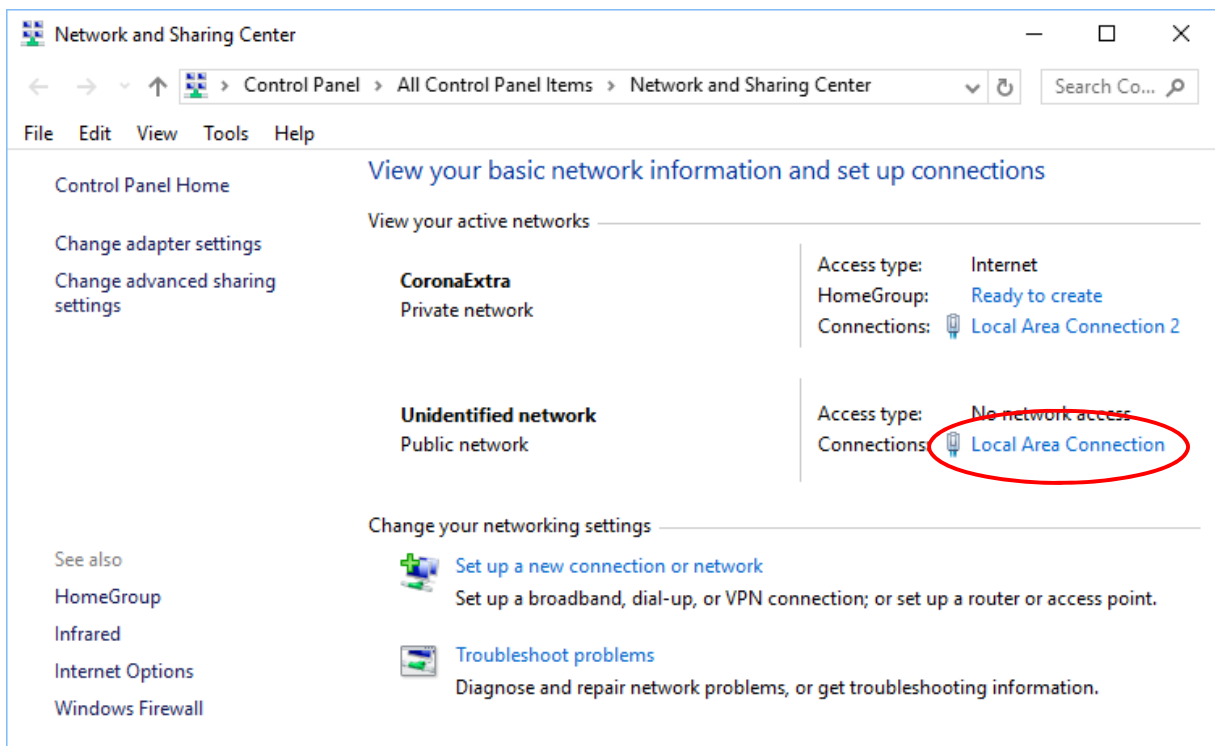 Network and Sharing Center
Control Panel > All Control Panel Items > Network and Sharing Center
Search Co...
File Edit View Tools Help
Control Panel Home
Change adapter settings
Change advanced sharing
settings
View your basic network information and set up connections
View your active networks
CoronaExtra
Private network
Access type: Internet
HomeGroup: Ready to create
Connections: Local Area Connection 2
Unidentified network
Public network
Access type: No network access
Connections: Local Area Connection
Change your networking settings
Set up a new connection or network
Set up a broadband, dial-up, or VPN connection; or set up a router or access point.
Troubleshoot problems
Diagnose and repair network problems, or get troubleshooting information.
See also
HomeGroup
Infrared
Internet Options
Windows Firewall